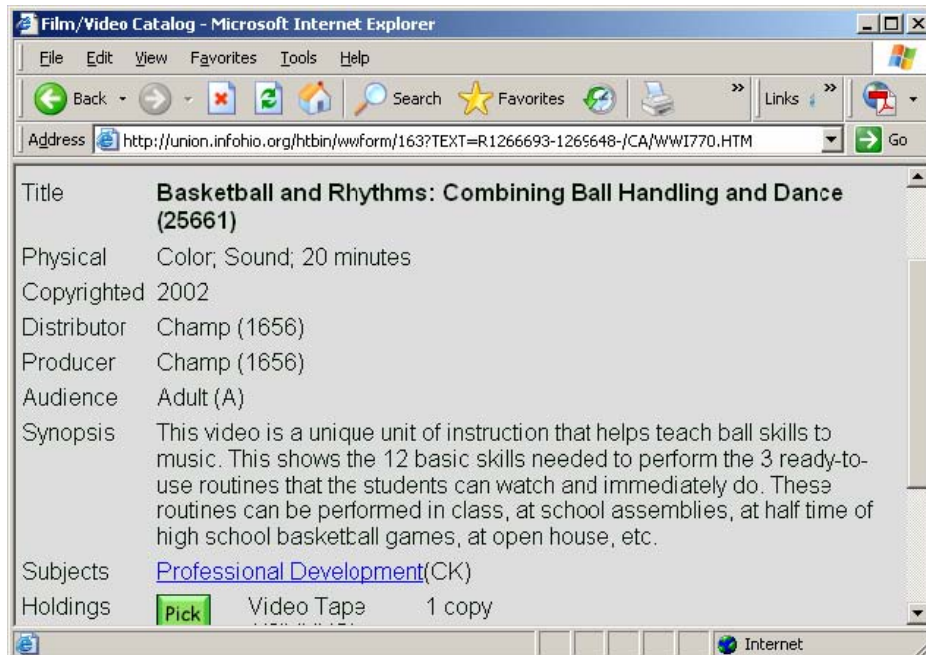 Film/Video Catalog - Microsoft Internet Explorer
File Edit View Favorites Tools Help
Back Search Favorites » Links »
Address http://union.infohio.org/htbin/wwform/163?TEXT=R1266693-1269648-/CA/WWI770.HTM Go
Title Basketball and Rhythms: Combining Ball Handling and Dance
(25661)
Physical Color; Sound; 20 minutes
Copyrighted 2002
Distributor Champ (1656)
Producer Champ (1656)
Audience Adult (A)
Synopsis This video is a unique unit of instruction that helps teach ball skills to
music. This shows the 12 basic skills needed to perform the 3 ready-to-
use routines that the students can watch and immediately do. These
routines can be performed in class, at school assemblies, at half time of
high school basketball games, at open house, etc.
Subjects Professional Development(CK)
Holdings Pick Video Tape 1 copy
Internet